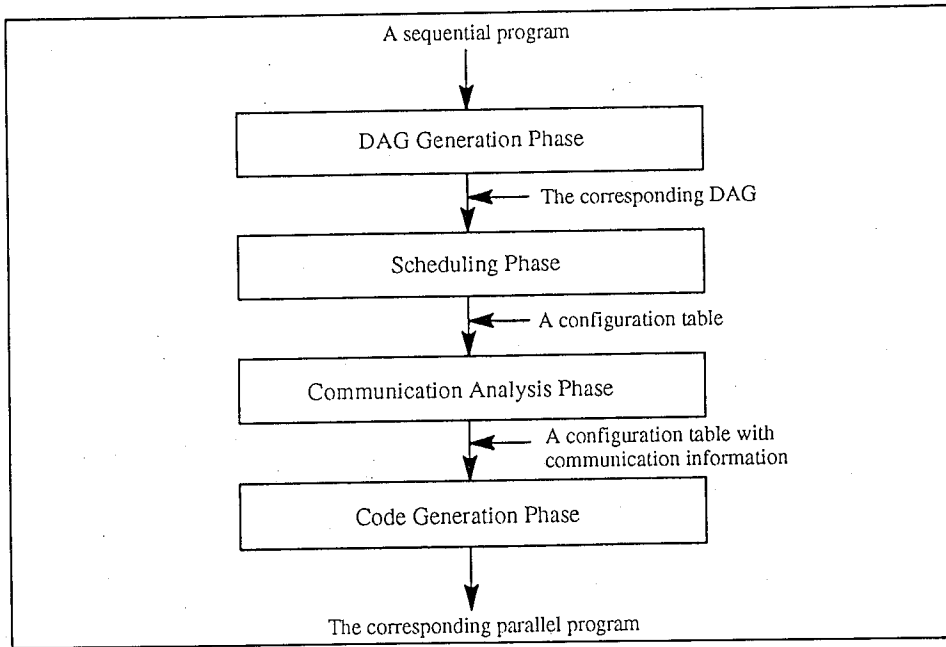 A sequential program
DAG Generation Phase
The corresponding DAG
Scheduling Phase
A configuration table
Communication Analysis Phase
A configuration table with
communication information
Code Generation Phase
The corresponding parallel program